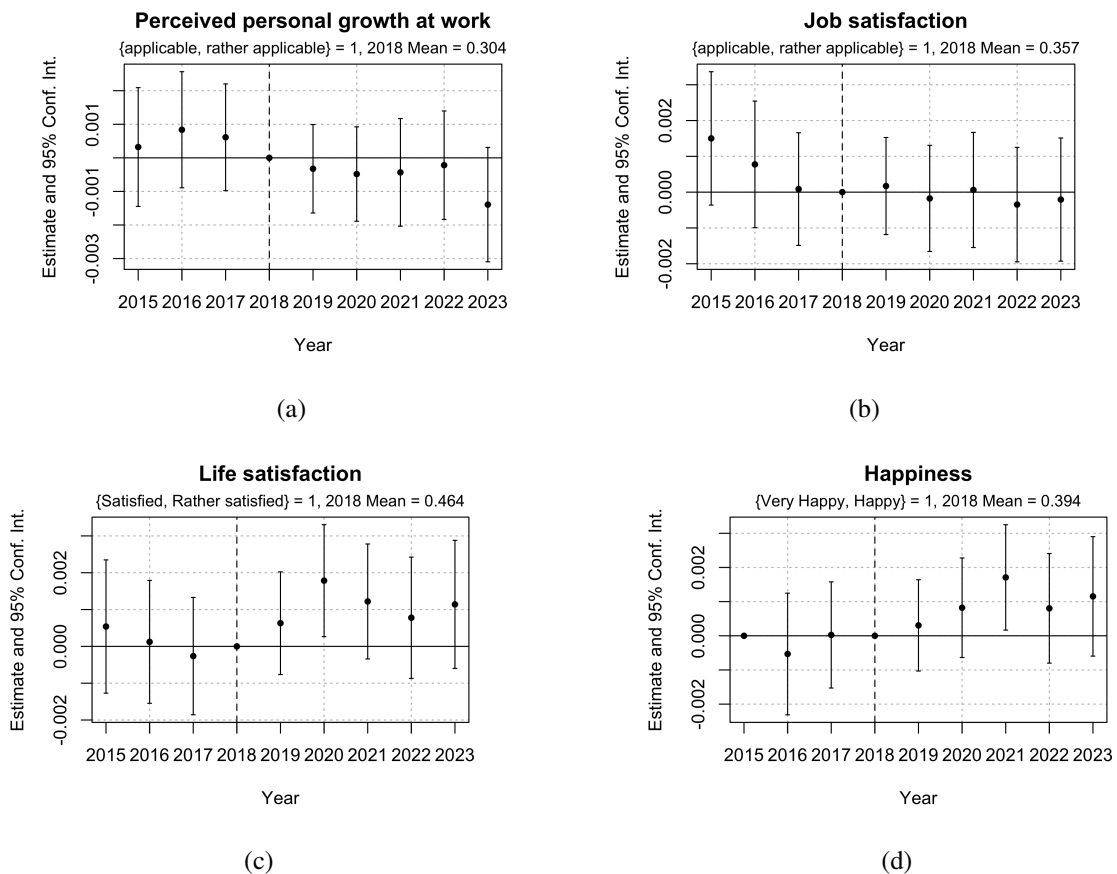 Perceived personal growth at work
{applicable, rather applicable} = 1, 2018 Mean = 0.304
Estimate and 95% Conf. Int.
0.001
-0.001
-0.003
2015 2016 2017 2018 2019 2020 2021 2022 2023
Year
(a)
Job satisfaction
{applicable, rather applicable} = 1, 2018 Mean = 0.357
Estimate and 95% Conf. Int.
0.002
0.000
-0.002
2015 2016 2017 2018 2019 2020 2021 2022 2023
Year
(b)
Life satisfaction
{Satisfied, Rather satisfied} = 1, 2018 Mean = 0.464
Estimate and 95% Conf. Int.
0.002
0.000
-0.002
2015 2016 2017 2018 2019 2020 2021 2022 2023
Year
(c)
Happiness
{Very Happy, Happy} = 1, 2018 Mean = 0.394
Estimate and 95% Conf. Int.
0.002
0.000
-0.002
2015 2016 2017 2018 2019 2020 2021 2022 2023
Year
(d)